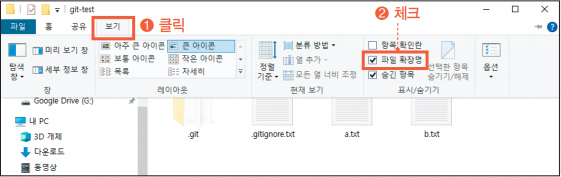 git-test
❶ 클릭
❷ 체크
파일 홈 공유 보기
탐색 창
미리 보기 창
세부 정보 창
창
아주 큰 아이콘 큰 아이콘
보통 아이콘 작은 아이콘
목록 자세히
레이아웃
정렬 기준
분류 방법
열 추가
모든 열 너비 조정
현재 보기
항목 확인란
파일 확장명
숨긴 항목
선택한 항목
숨기기/해제
표시/숨기기
옵션
Google Drive (G:)
내 PC
3D 개체
다운로드
동영상
.git .gitignore.txt a.txt b.txt